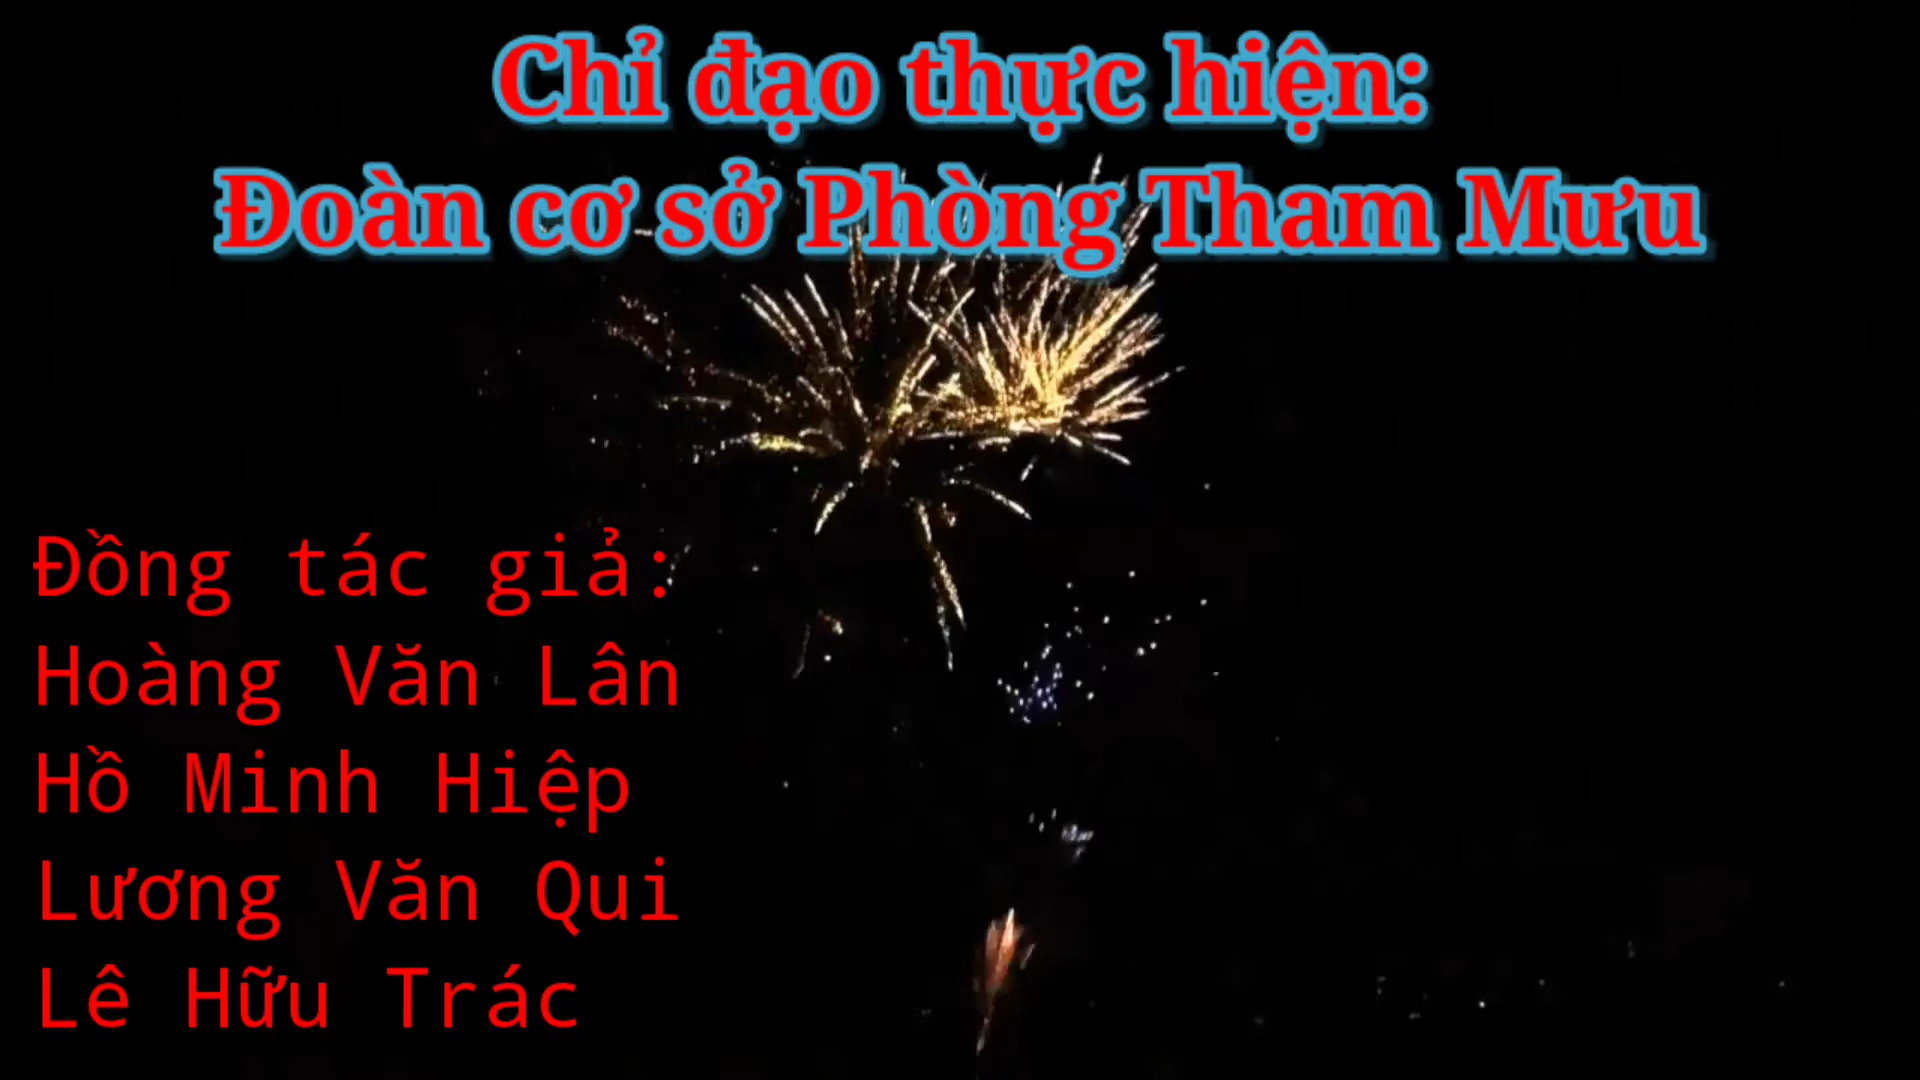 Chỉ đạo thực hiện:
Đoàn cơ sở Phòng Tham Mưu
Đồng tác giả:
Hoàng Văn Lân
Hồ Minh Hiệp
Lương Văn Qui
Lê Hữu Trác